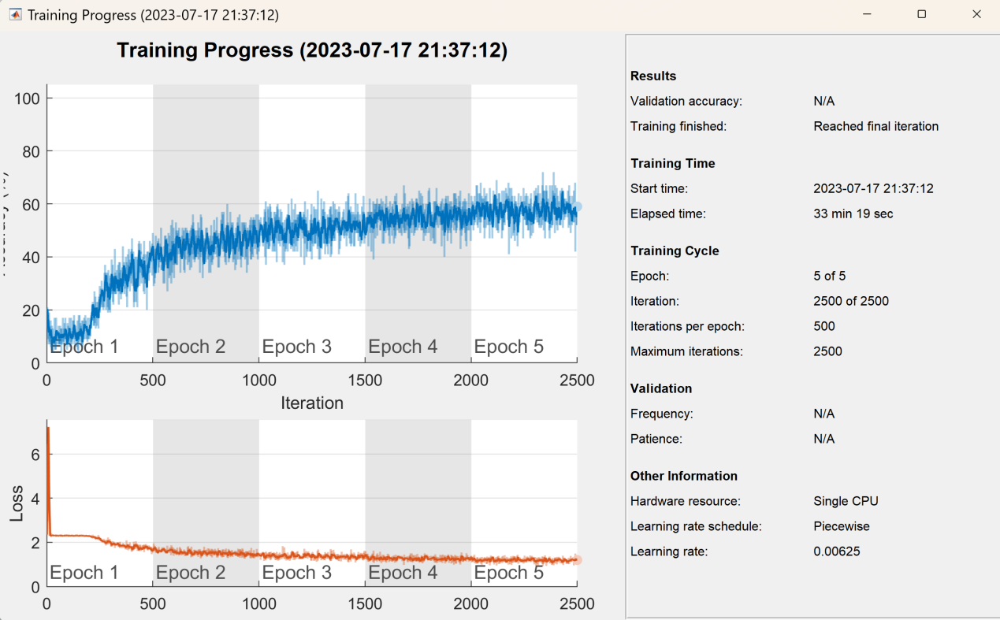 Training Progress (2023-07-17 21:37:12)
Training Progress (2023-07-17 21:37:12)
100
80
60
40
20
0
Epoch 1 Epoch 2 Epoch 3 Epoch 4 Epoch 5
0 500 1000 1500 2000 2500
Iteration
Loss
6
4
2
0
Epoch 1 Epoch 2 Epoch 3 Epoch 4 Epoch 5
0 500 1000 1500 2000 2500
Results
Validation accuracy: N/A
Training finished: Reached final iteration
Training Time
Start time: 2023-07-17 21:37:12
Elapsed time: 33 min 19 sec
Training Cycle
Epoch: 5 of 5
Iteration: 2500 of 2500
Iterations per epoch: 500
Maximum iterations: 2500
Validation
Frequency: N/A
Patience: N/A
Other Information
Hardware resource: Single CPU
Learning rate schedule: Piecewise
Learning rate: 0.00625